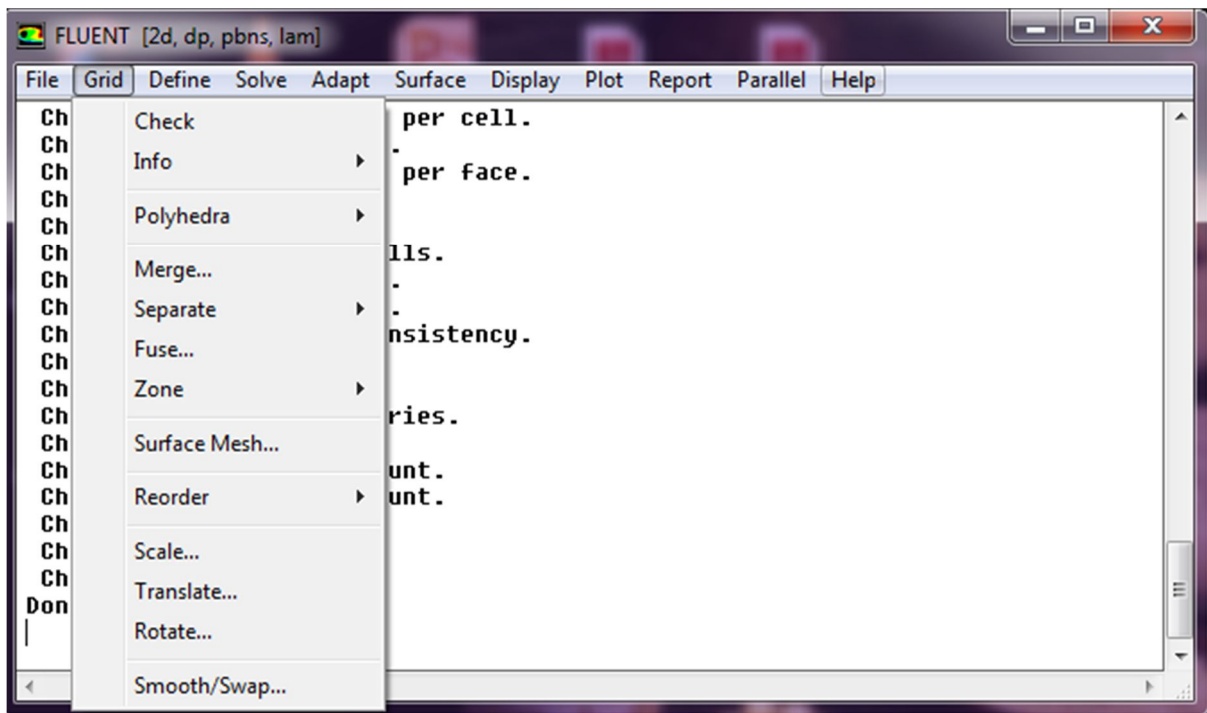 FLUENT [2d, dp, pbns, lam]
File Grid Define Solve Adapt Surface Display Plot Report Parallel Help
Check
Info
Polyhedra
Merge...
Separate
Fuse...
Zone
Surface Mesh...
Reorder
Scale...
Translate...
Rotate...
Smooth/Swap...
Ch per cell.
Ch .
Ch per face.
Ch
Ch
Ch lls.
Ch .
Ch .
Ch nsistency.
Ch
Ch
Ch ries.
Ch
Ch unt.
Ch unt.
Ch
Ch
Ch
Don